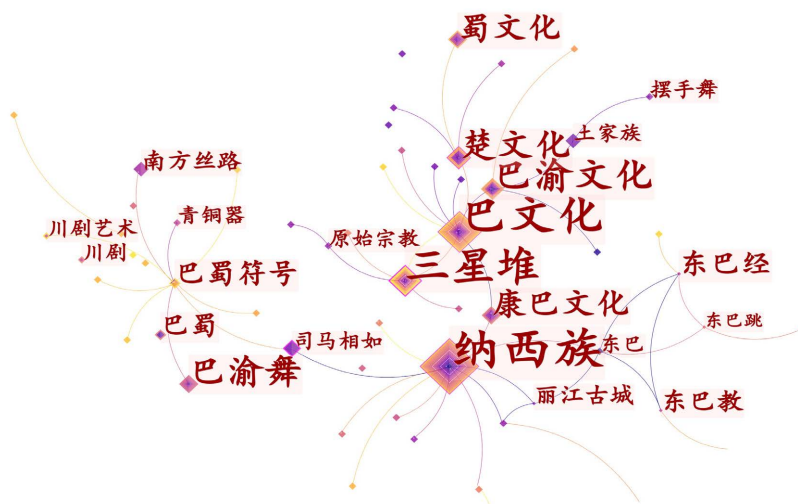 蜀文化
摆手舞
土家族
楚文化
南方丝路
巴渝文化
青铜器
巴文化
川剧艺术
原始宗教
川剧
三星堆
东巴经
巴蜀符号
康巴文化
巴蜀
东巴跳
司马相如
纳西族
东巴
巴渝舞
丽江古城
东巴教